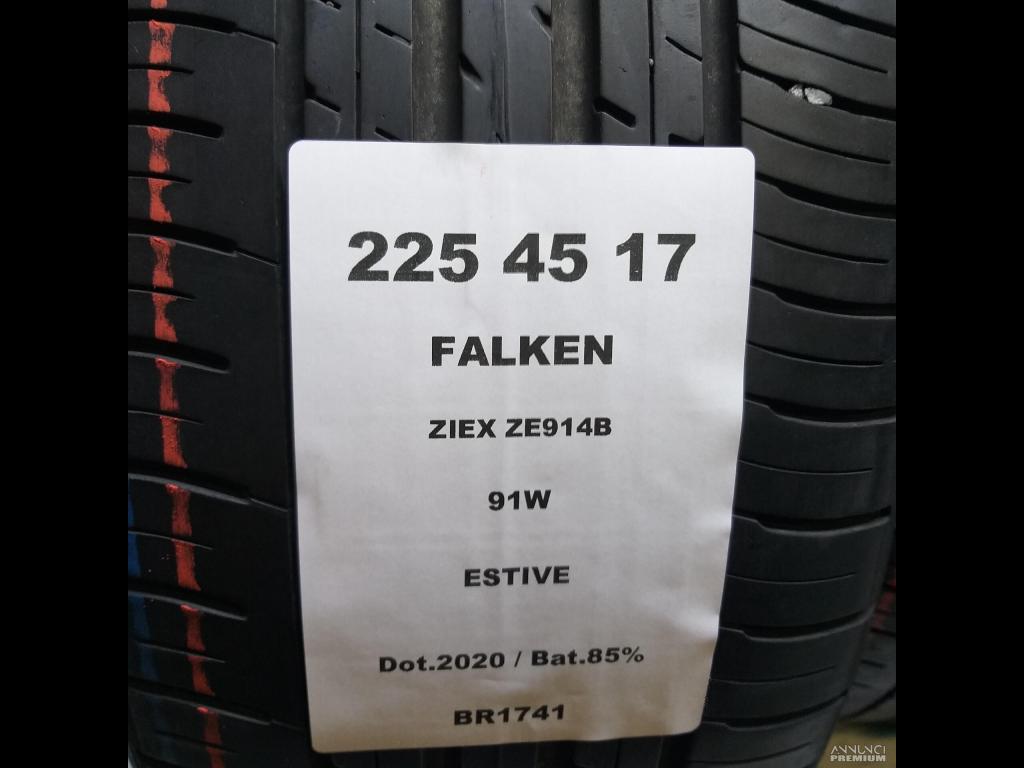 225 45 17
FALKEN
ZIEX ZE914B
91W
ESTIVE
Dot.2020 / Bat.85%
BR1741
ANNUNCI
PREMIUM